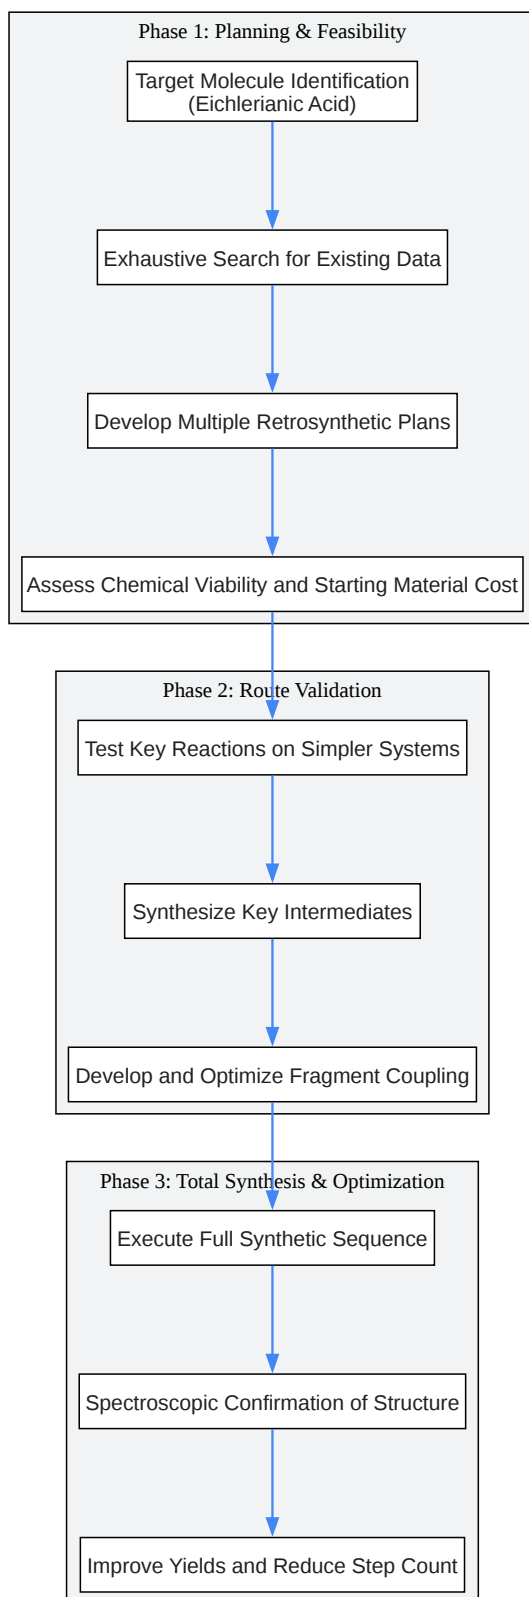 Phase 1: Planning & Feasibility
Target Molecule Identification
(Eichlerianic Acid)
Exhaustive Search for Existing Data
Develop Multiple Retrosynthetic Plans
Assess Chemical Viability and Starting Material Cost
Phase 2: Route Validation
Test Key Reactions on Simpler Systems
Synthesize Key Intermediates
Develop and Optimize Fragment Coupling
Phase 3: Total Synthesis & Optimization
Execute Full Synthetic Sequence
Spectroscopic Confirmation of Structure
Improve Yields and Reduce Step Count